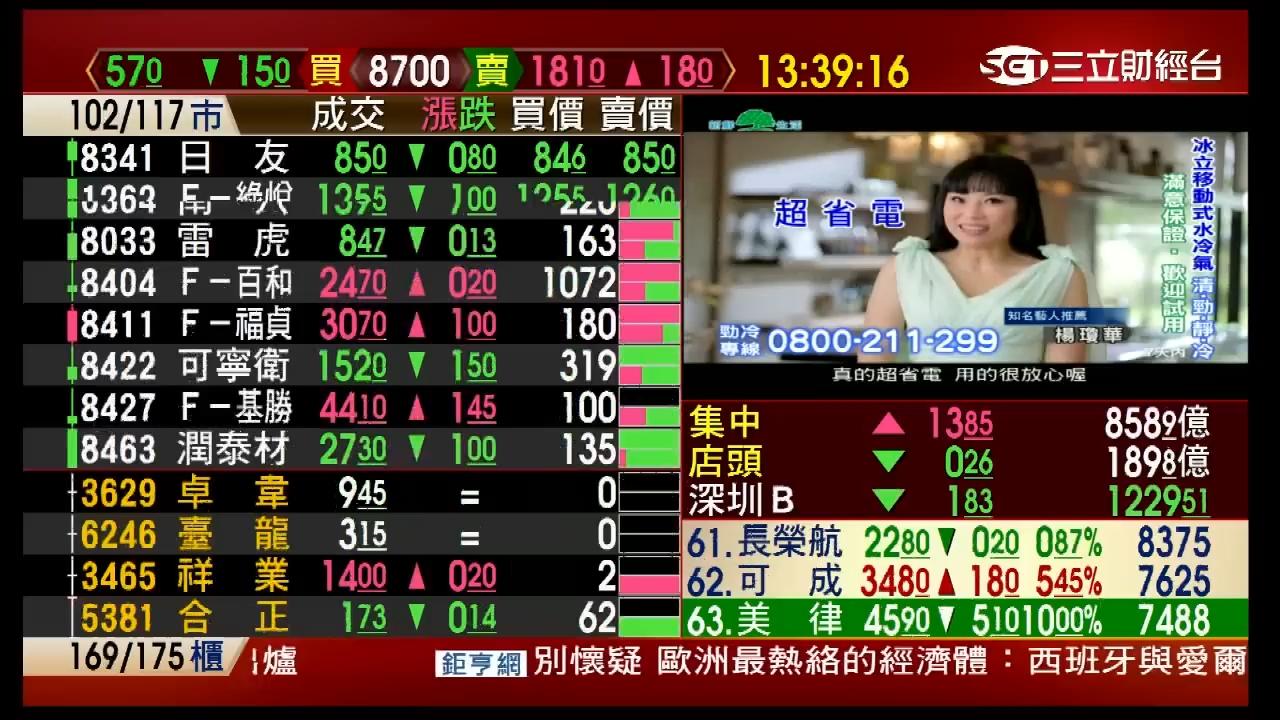 570 ▼ 150 買 8700 賣 1810 ▲ 180 13:39:16 SET 三立財經台
102/117 市 成交 漲跌 買價 賣價
8341 日友 850 ▼ 080 846 850
1355 ▼ 100
8033 雷虎 847 ▼ 013 163
8404 F－百和 2470 ▲ 020 1072
8411 F－福貞 3070 ▲ 100 180
8422 可寧衛 1520 ▼ 150 319
8427 F－基勝 4410 ▲ 145 100
8463 潤泰材 2730 ▼ 100 135
3629 卓韋 945 = 0
6246 臺龍 315 = 0
3465 祥業 1400 ▲ 020 2
5381 合正 173 ▼ 014 62
169/175 櫃
超省電
冰立移動式水冷氣 清·勁·靜·冷
滿意保證·歡迎試用
知名藝人推薦
楊瓊華
勁冷專線 0800-211-299
真的超省電 用的很放心喔
集中 ▲ 1385 8589億
店頭 ▼ 026 1898億
深圳B ▼ 183 122951
61.長榮航 2280 ▼ 020 087% 8375
62.可成 3480 ▲ 180 545% 7625
63.美律 4590 ▼ 510 1000% 7488
爐 鉅亨網 別懷疑 歐洲最熱絡的經濟體：西班牙與愛爾